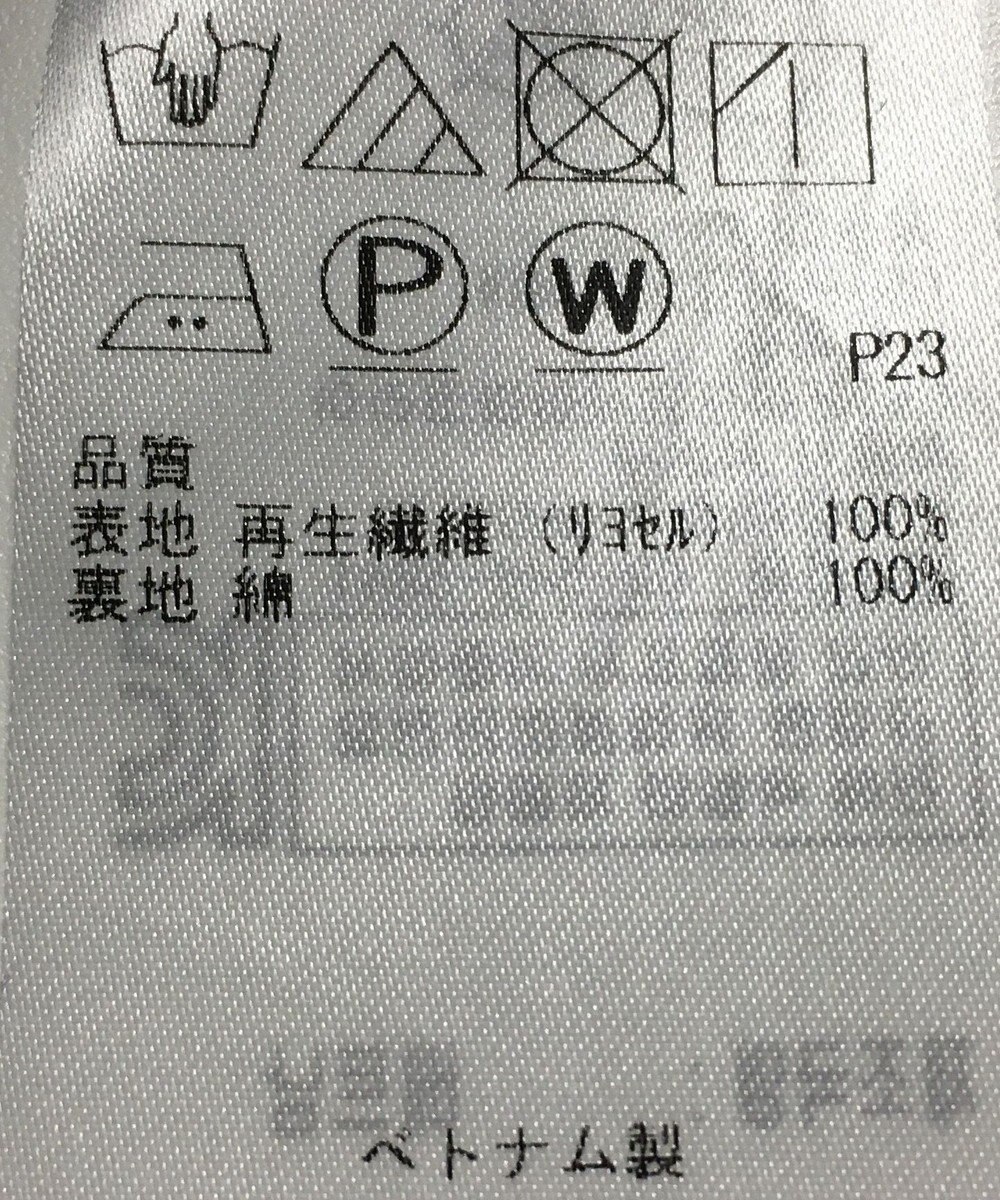 P W P23
品質
表地 再生繊維 (リヨセル) 100%
裏地 綿 100%
ベトナム製